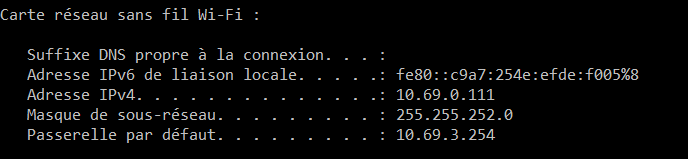 Carte réseau sans fil Wi-Fi :
Suffixe DNS propre à la connexion. . . :
Adresse IPv6 de liaison locale. . . . .: fe80::c9a7:254e:efde:f005%8
Adresse IPv4. . . . . . . . . . . . . .: 10.69.0.111
Masque de sous-réseau. . . . . . . . . : 255.255.252.0
Passerelle par défaut. . . . . . . . . : 10.69.3.254